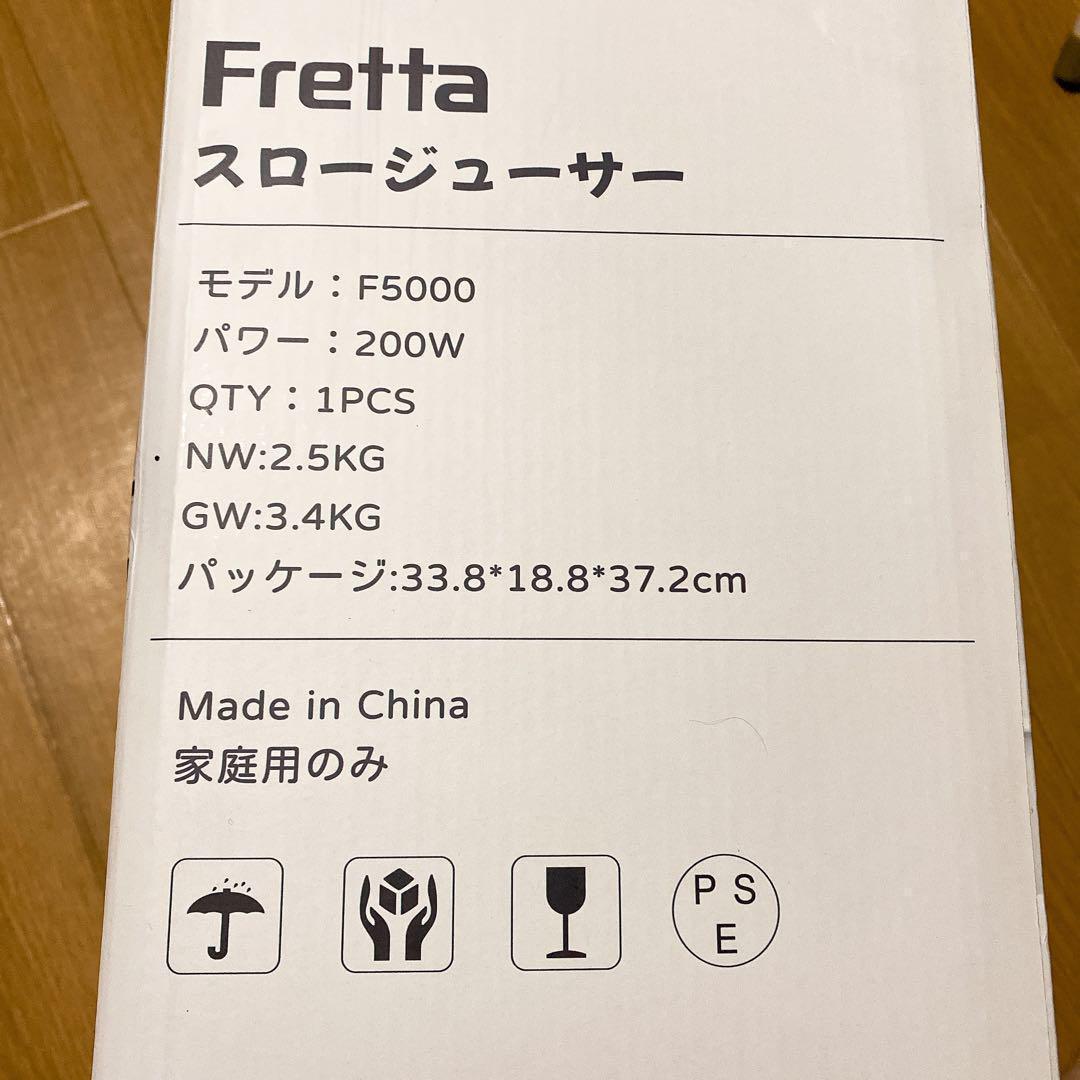 Fretta
スロージューサー
モデル：F5000
パワー：200W
QTY：1PCS
NW:2.5KG
GW:3.4KG
パッケージ:33.8*18.8*37.2cm
Made in China
家庭用のみ
P S
E